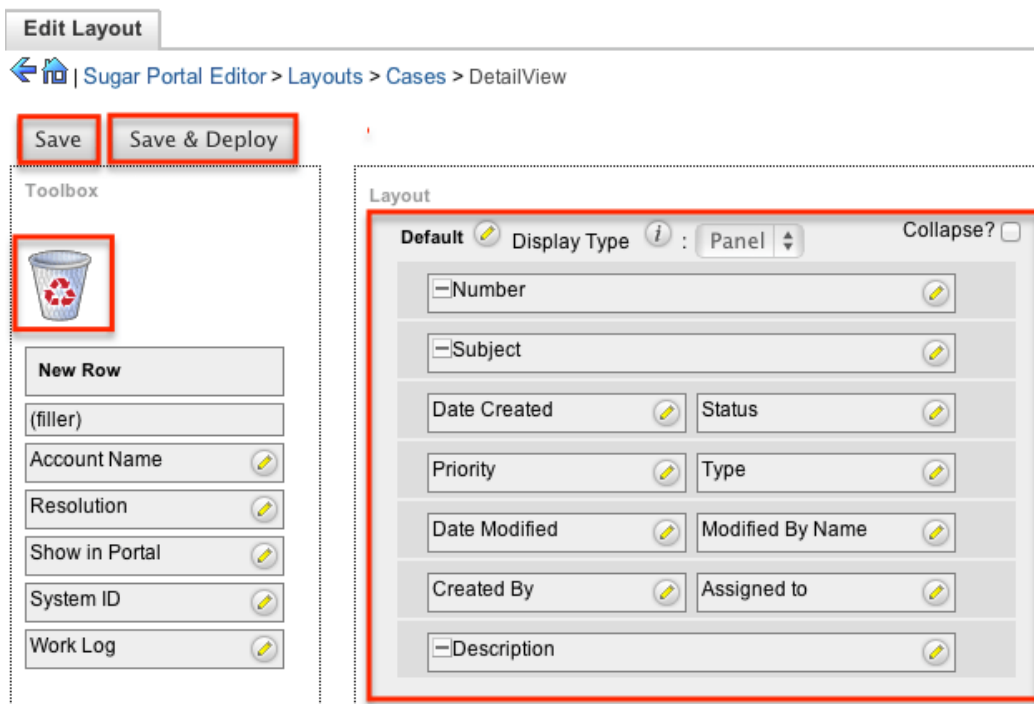 Edit Layout
| Sugar Portal Editor > Layouts > Cases > DetailView
Save
Save & Deploy
Toolbox
New Row
(filler)
Account Name
Resolution
Show in Portal
System ID
Work Log
Layout
Default Display Type i : Panel Collapse?
Number
Subject
Date Created Status
Priority Type
Date Modified Modified By Name
Created By Assigned to
Description